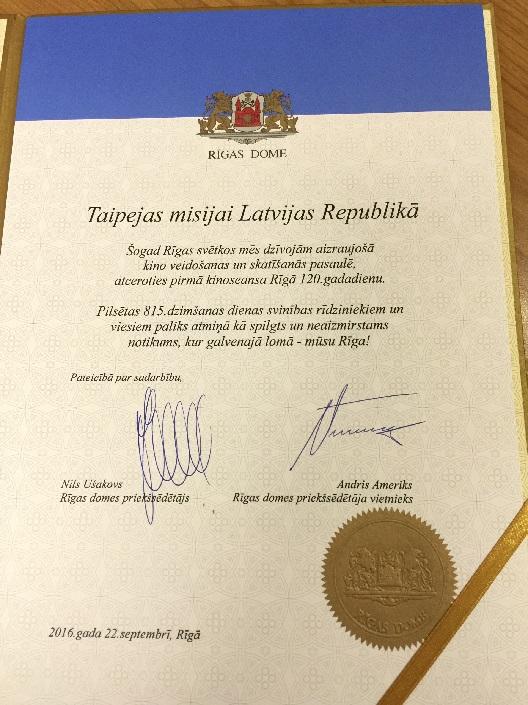 RĪGAS DOME
Taipejas misijai Latvijas Republikā
Šogad Rīgas svētkos mēs dzīvojām aizraujošā
kino veidošanas un skatīšanās pasaulē,
atceroties pirmā kinoseansa Rīgā 120.gadadienu.
Pilsētas 815.dzimšanas dienas svinības rīdziniekiem un
viesiem paliks atmiņā kā spilgts un neaizmirstams
notikums, kur galvenajā lomā - mūsu Rīga!
Pateicībā par sadarbību,
Nils Ušakovs
Rīgas domes priekšsēdētājs
Andris Ameriks
Rīgas domes priekšsēdētāja vietnieks
RĪGAS DOME
2016.gada 22.septembrī, Rīgā